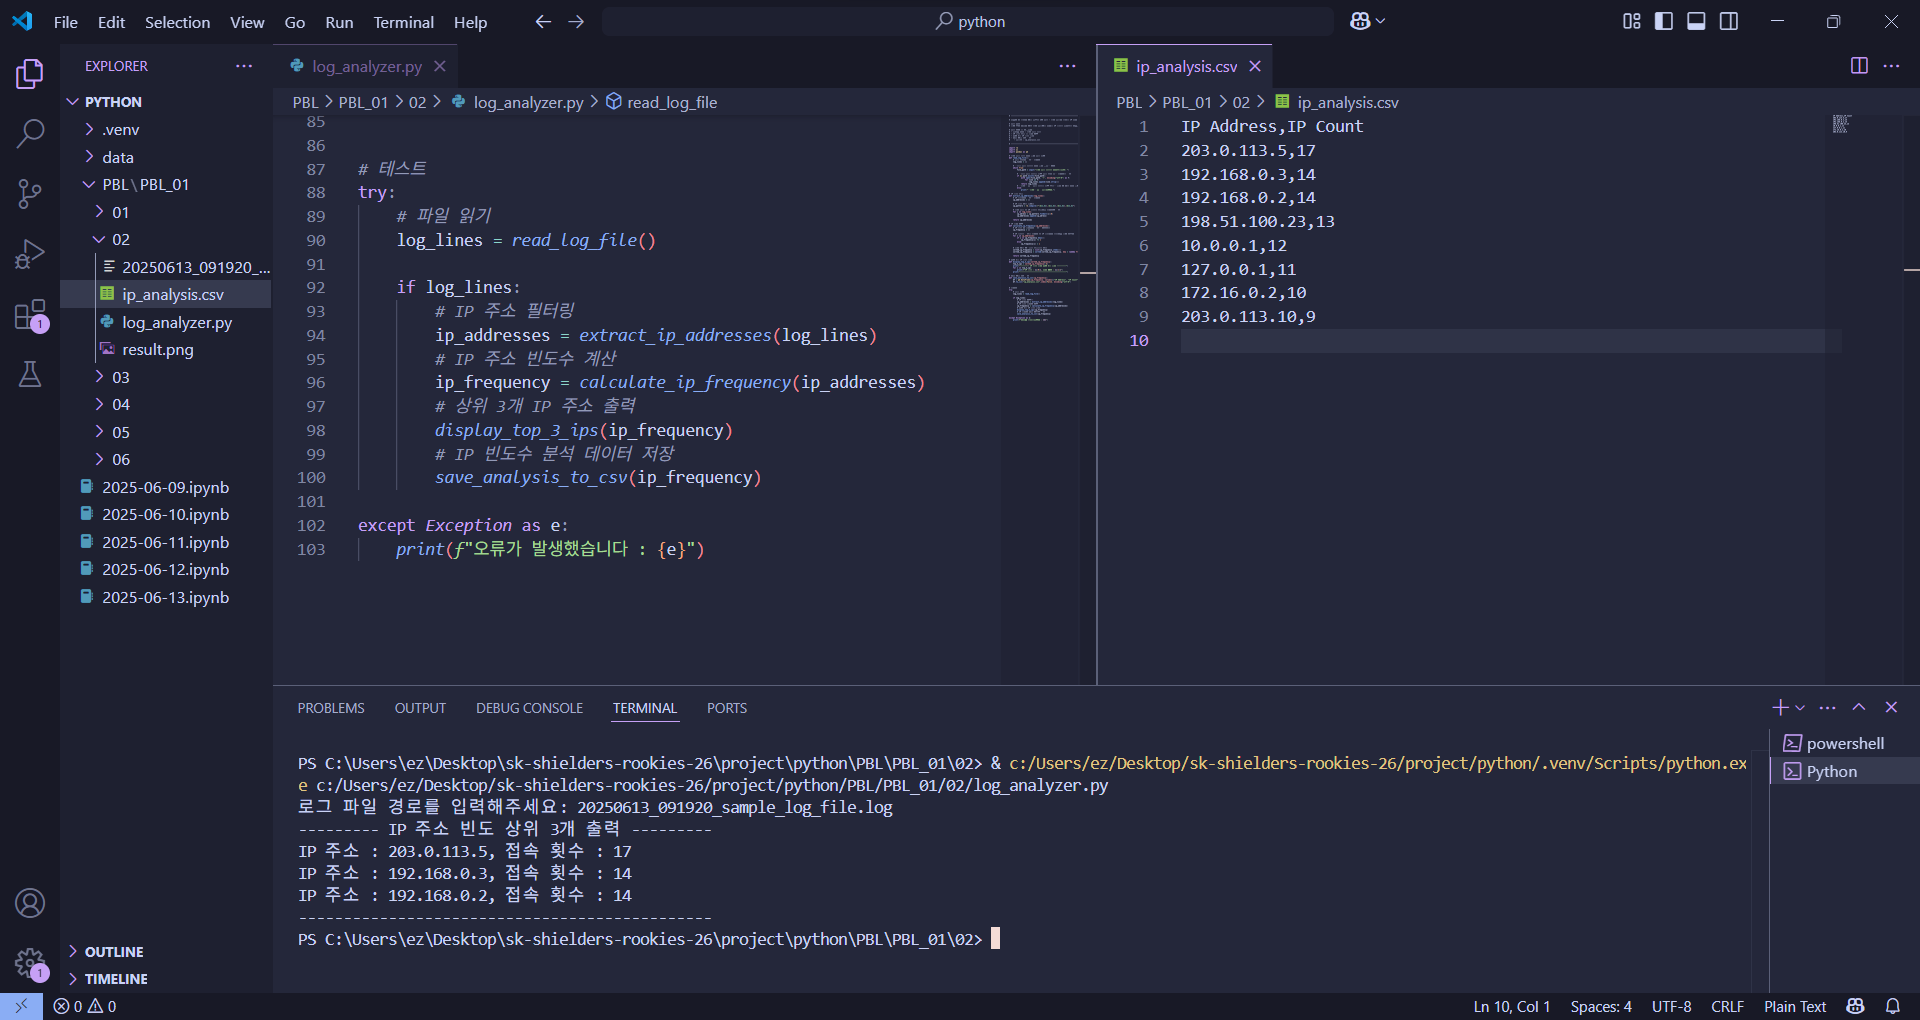 File Edit Selection View Go Run Terminal Help
python
EXPLORER
PYTHON
.venv
data
PBL\PBL_01
01
02
20250613_091920_...
ip_analysis.csv
log_analyzer.py
result.png
03
04
05
06
2025-06-09.ipynb
2025-06-10.ipynb
2025-06-11.ipynb
2025-06-12.ipynb
2025-06-13.ipynb
OUTLINE
TIMELINE
1
1
log_analyzer.py
PBL > PBL_01 > 02 > log_analyzer.py > read_log_file
85
86
87 # 테스트
88 try:
89 # 파일 읽기
90 log_lines = read_log_file()
91
92 if log_lines:
93 # IP 주소 필터링
94 ip_addresses = extract_ip_addresses(log_lines)
95 # IP 주소 빈도수 계산
96 ip_frequency = calculate_ip_frequency(ip_addresses)
97 # 상위 3개 IP 주소 출력
98 display_top_3_ips(ip_frequency)
99 # IP 빈도수 분석 데이터 저장
100 save_analysis_to_csv(ip_frequency)
101
102 except Exception as e:
103 print(f"오류가 발생했습니다 : {e}")
ip_analysis.csv
PBL > PBL_01 > 02 > ip_analysis.csv
1 IP Address,IP Count
2 203.0.113.5,17
3 192.168.0.3,14
4 192.168.0.2,14
5 198.51.100.23,13
6 10.0.0.1,12
7 127.0.0.1,11
8 172.16.0.2,10
9 203.0.113.10,9
10
PROBLEMS OUTPUT DEBUG CONSOLE TERMINAL PORTS
PS C:\Users\ez\Desktop\sk-shielders-rookies-26\project\python\PBL\PBL_01\02> & c:/Users/ez/Desktop/sk-shielders-rookies-26/project/python/.venv/Scripts/python.ex
e c:/Users/ez/Desktop/sk-shielders-rookies-26/project/python/PBL/PBL_01/02/log_analyzer.py
로그 파일 경로를 입력해주세요: 20250613_091920_sample_log_file.log
--------- IP 주소 빈도 상위 3개 출력 ---------
IP 주소 : 203.0.113.5, 접속 횟수 : 17
IP 주소 : 192.168.0.3, 접속 횟수 : 14
IP 주소 : 192.168.0.2, 접속 횟수 : 14
----------------------------------------------
PS C:\Users\ez\Desktop\sk-shielders-rookies-26\project\python\PBL\PBL_01\02>
powershell
Python
0 0
Ln 10, Col 1 Spaces: 4 UTF-8 CRLF Plain Text